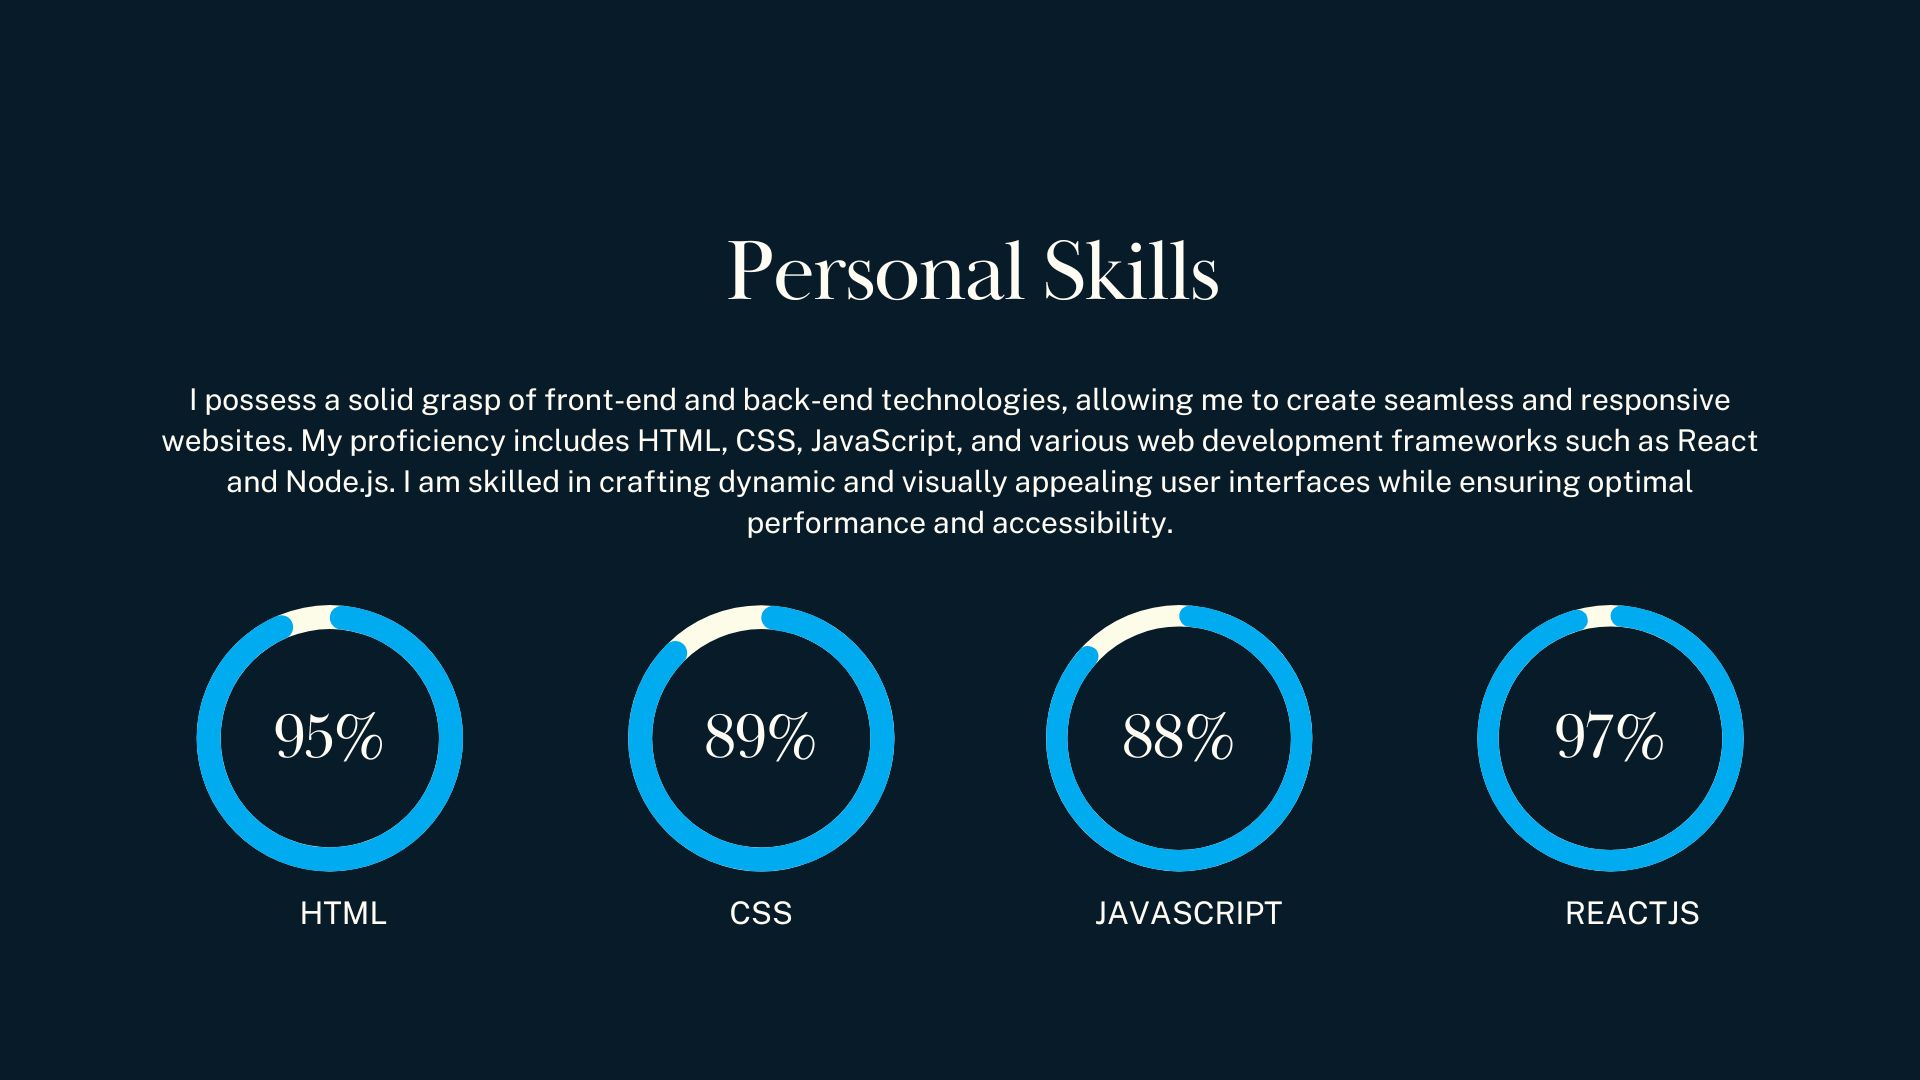 Personal Skills
I possess a solid grasp of front-end and back-end technologies, allowing me to create seamless and responsive
websites. My proficiency includes HTML, CSS, JavaScript, and various web development frameworks such as React
and Node.js. I am skilled in crafting dynamic and visually appealing user interfaces while ensuring optimal
performance and accessibility.
95%
HTML
89%
CSS
88%
JAVASCRIPT
97%
REACTJS